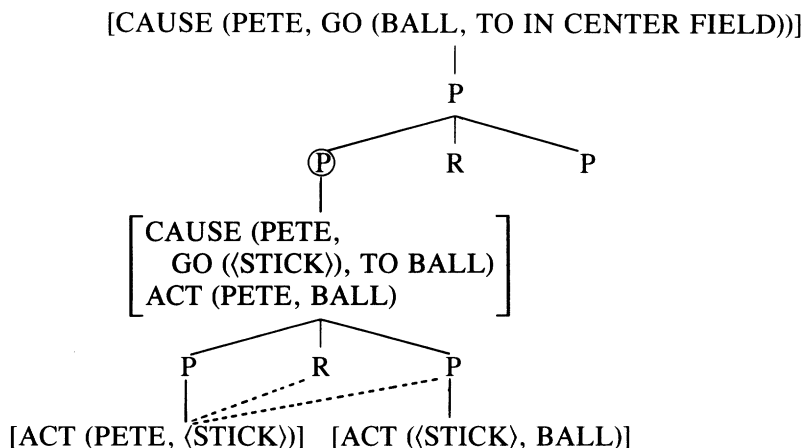 [CAUSE (PETE, GO (BALL, TO IN CENTER FIELD))]
P
P R P
CAUSE (PETE,
GO (⟨STICK⟩), TO BALL)
ACT (PETE, BALL)
P R P
[ACT (PETE, ⟨STICK⟩)] [ACT (⟨STICK⟩, BALL)]